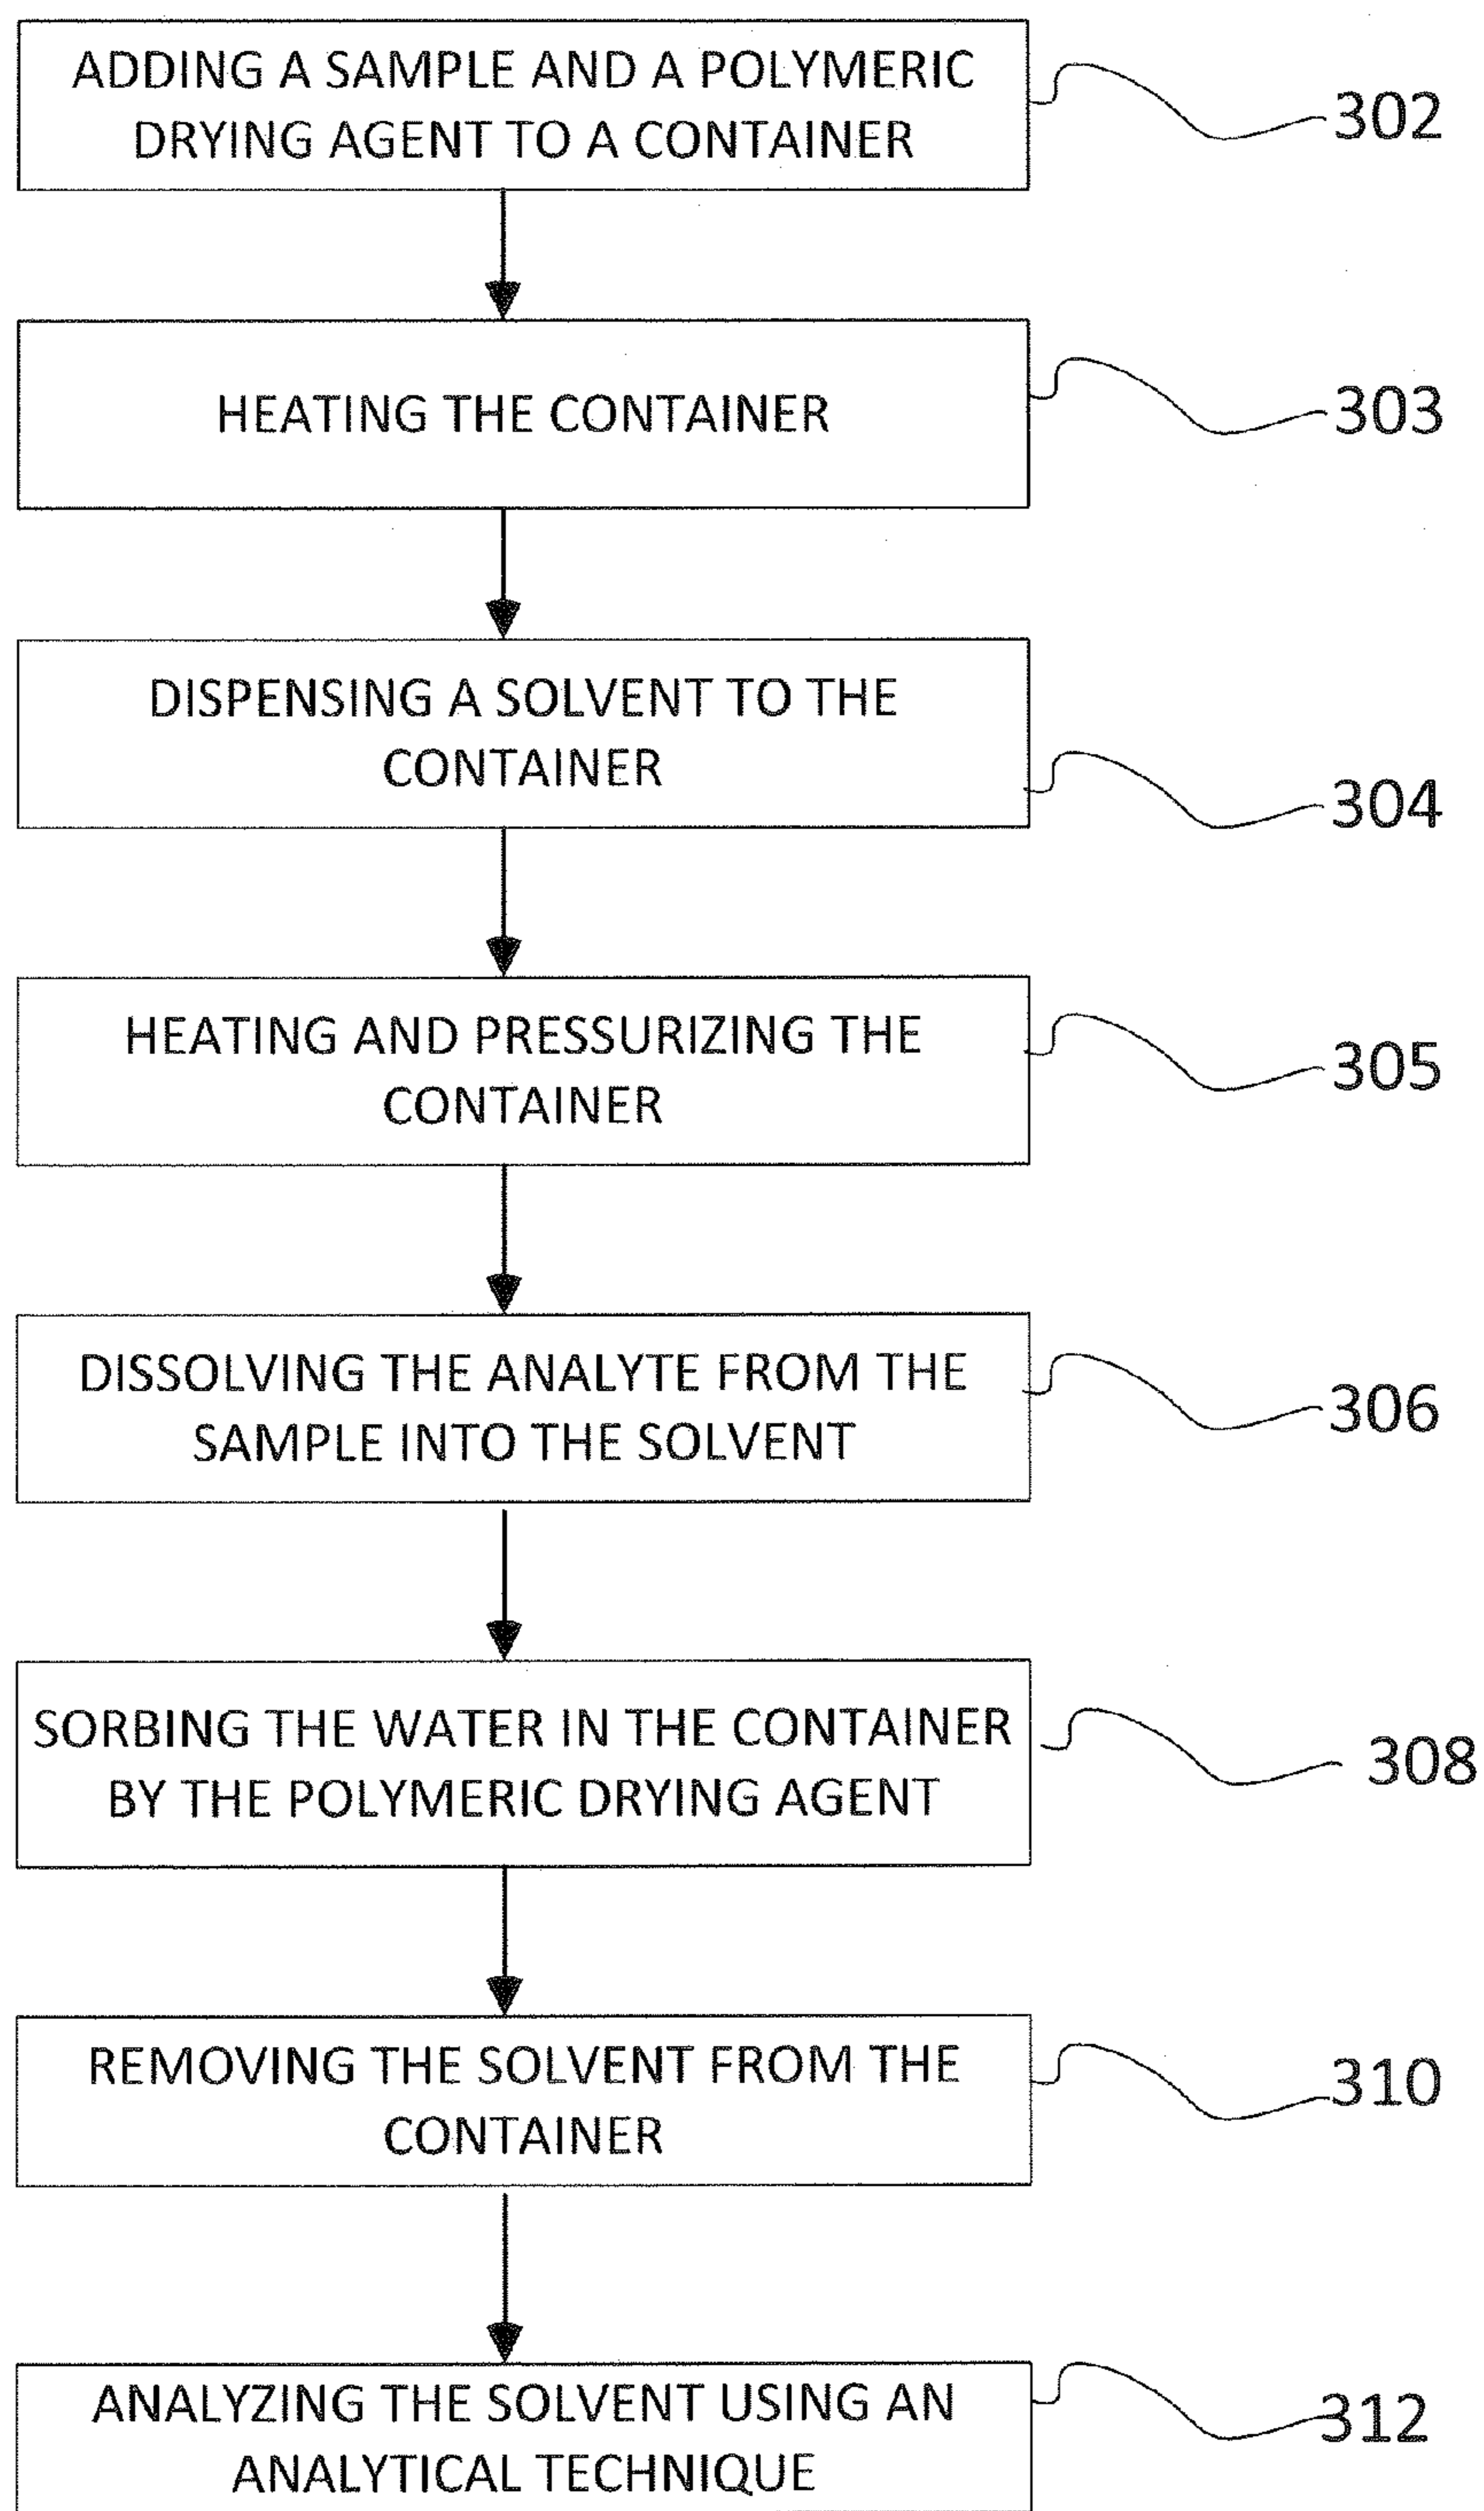 ADDING A SAMPLE AND A POLYMERIC
DRYING AGENT TO A CONTAINER
302
HEATING THE CONTAINER
303
DISPENSING A SOLVENT TO THE
CONTAINER
304
HEATING AND PRESSURIZING THE
CONTAINER
305
DISSOLVING THE ANALYTE FROM THE
SAMPLE INTO THE SOLVENT
306
SORBING THE WATER IN THE CONTAINER
BY THE POLYMERIC DRYING AGENT
308
REMOVING THE SOLVENT FROM THE
CONTAINER
310
ANALYZING THE SOLVENT USING AN
ANALYTICAL TECHNIQUE
312